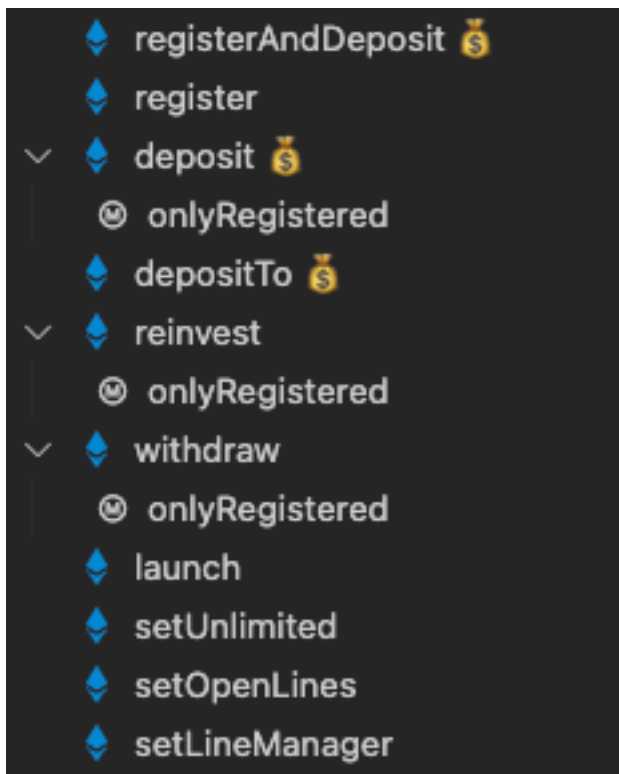 registerAndDeposit 💰
register
deposit 💰
Ⓜ onlyRegistered
depositTo 💰
reinvest
Ⓜ onlyRegistered
withdraw
Ⓜ onlyRegistered
launch
setUnlimited
setOpenLines
setLineManager